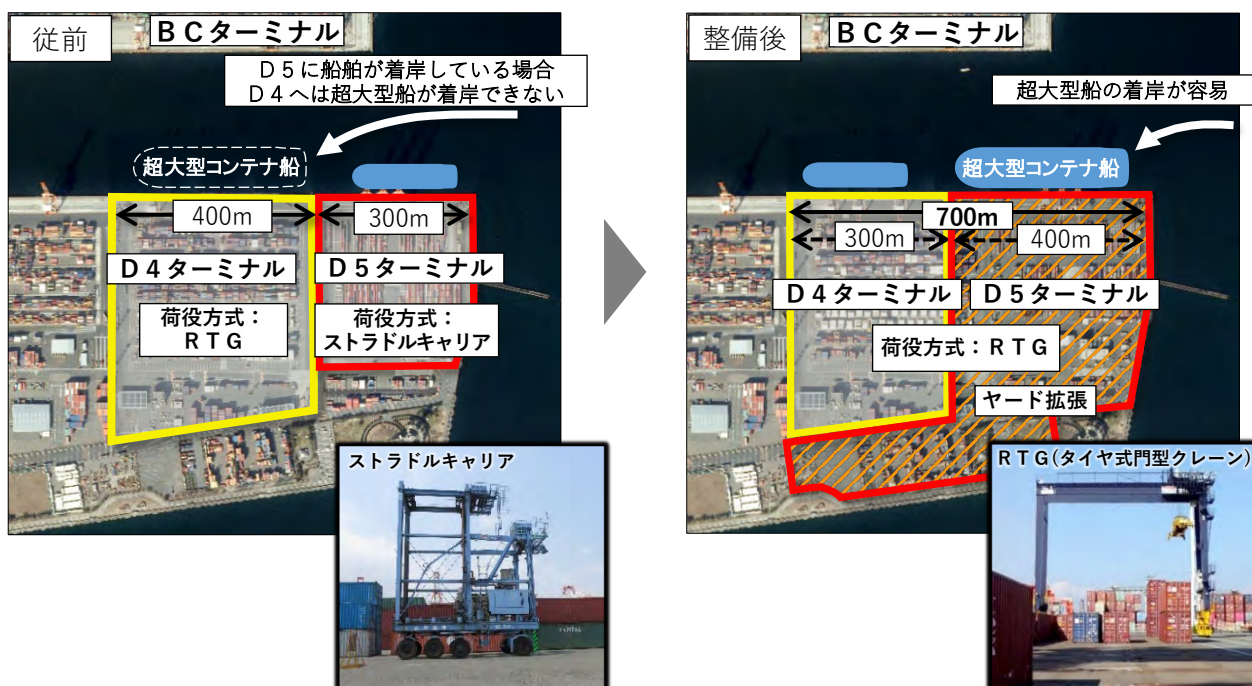 従前
ＢＣターミナル
Ｄ５に船舶が着岸している場合
Ｄ４へは超大型船が着岸できない
超大型コンテナ船
400m
300m
Ｄ４ターミナル
Ｄ５ターミナル
荷役方式：
ＲＴＧ
荷役方式：
ストラドルキャリア
ストラドルキャリア
整備後
ＢＣターミナル
超大型船の着岸が容易
超大型コンテナ船
700m
300m
400m
Ｄ４ターミナル
Ｄ５ターミナル
荷役方式：ＲＴＧ
ヤード拡張
ＲＴＧ(タイヤ式門型クレーン)